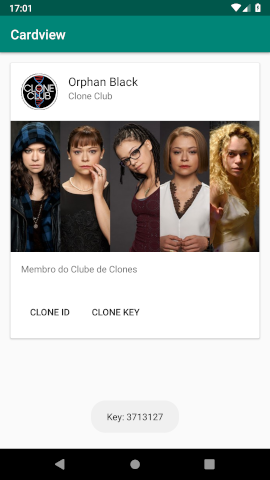 17:01
Cardview
CLONE
CLUB
Orphan Black
Clone Club
Membro do Clube de Clones
CLONE ID CLONE KEY
Key: 3713127